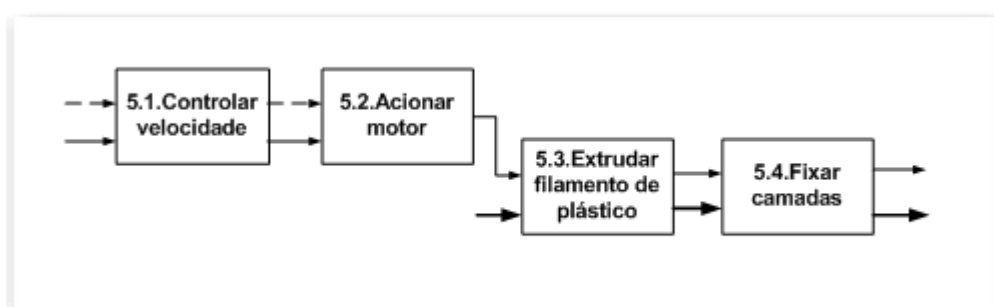 5.1.Controlar
velocidade
5.2.Acionar
motor
5.3.Extrudar
filamento de
plástico
5.4.Fixar
camadas